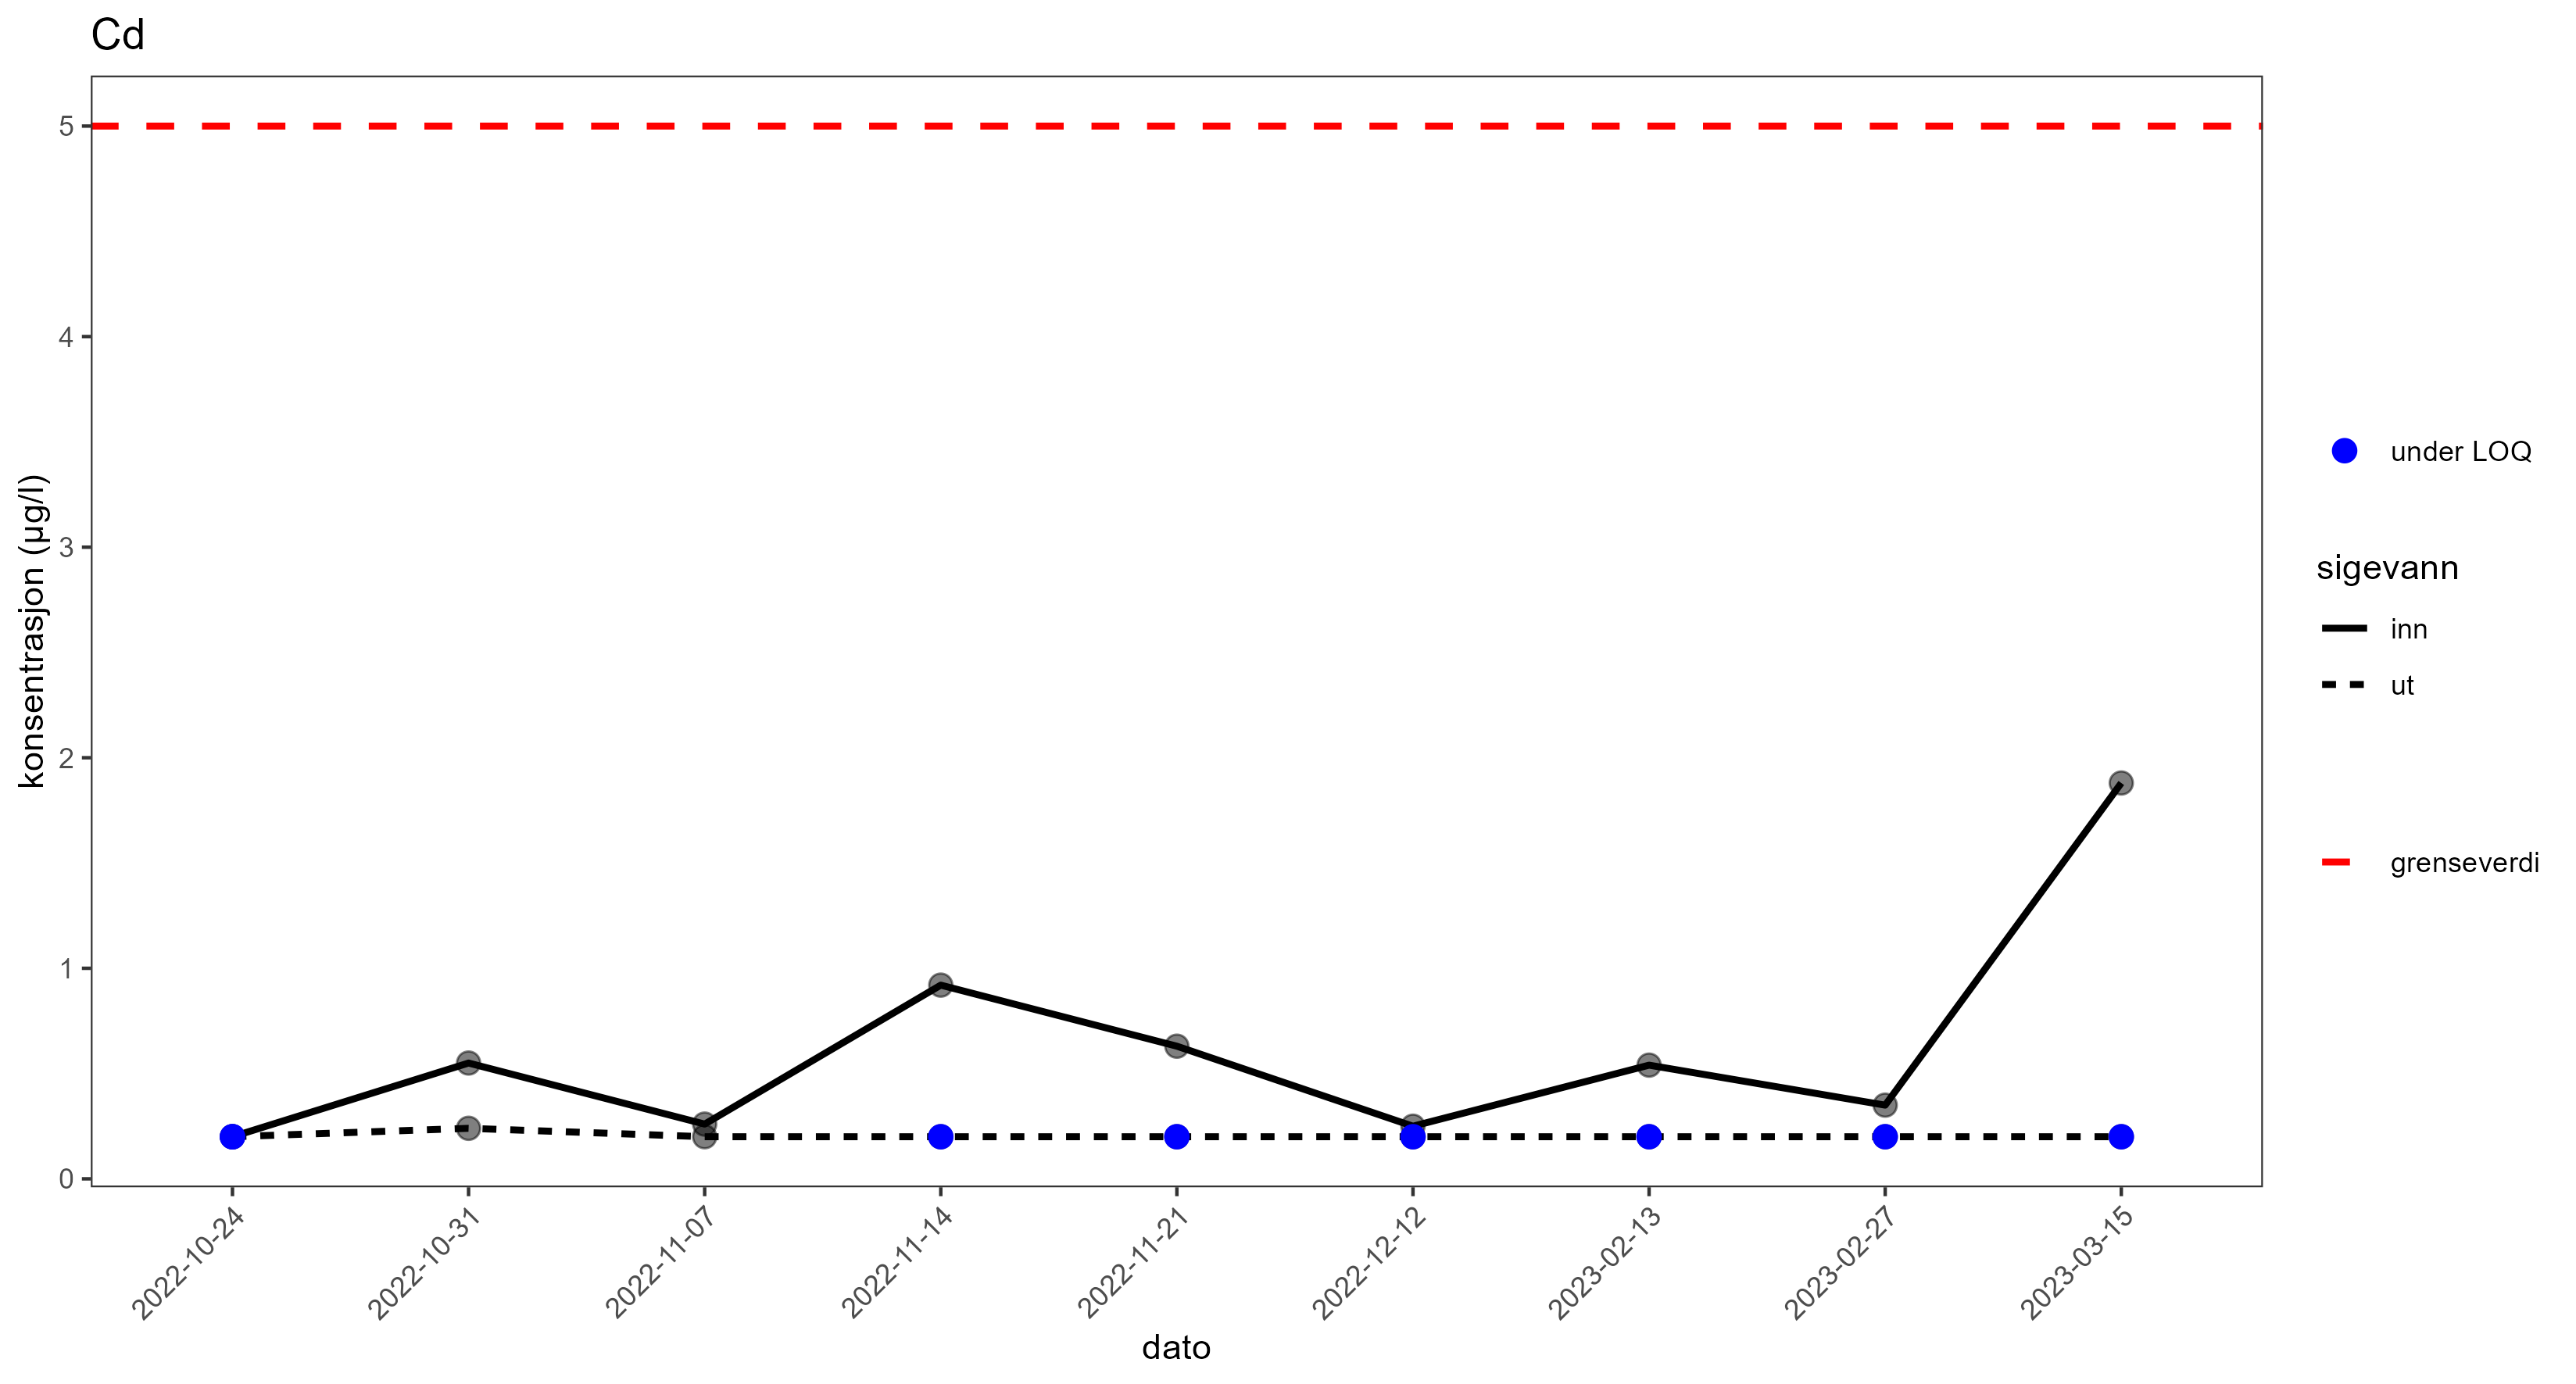 Cd
konsentrasjon (µg/l)
5
4
3
2
1
0
2022-10-24
2022-10-31
2022-11-07
2022-11-14
2022-11-21
2022-12-12
2023-02-13
2023-02-27
2023-03-15
dato
under LOQ
sigevann
inn
ut
grenseverdi